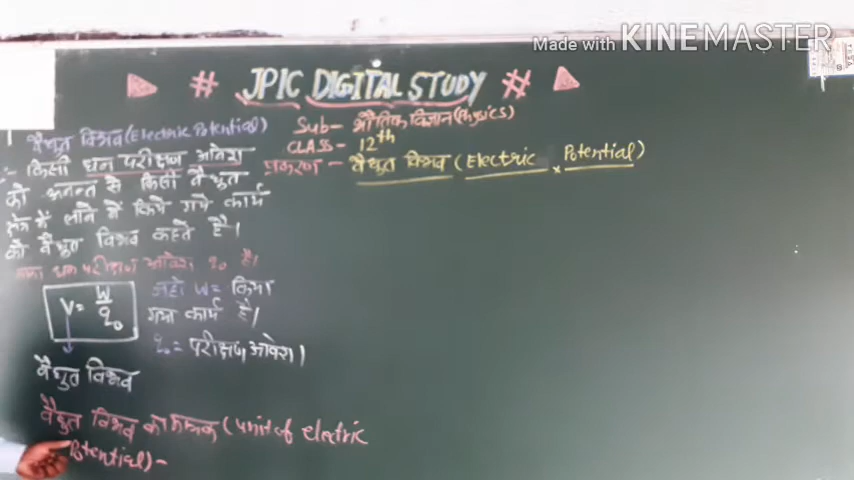 Made with KINEMASTER
# JPIC DIGITAL STUDY #
Sub- भौतिक विज्ञान (Physics)
CLASS- 12th
प्रकरण - वैधुत विभव (Electric Potential)
वैधुत विभव (Electric Potential)
:- किसी धन परीक्षण आवेश
को अनन्त से किसी वैधुत
क्षेत्र में लाने में किये गये कार्य
को वैधुत विभव कहते है।
धन परीक्षण आवेश q₀ है।
V = W/q₀
जहाँ W = किया
गया कार्य है।
q₀ = परीक्षण आवेश।
वैधुत विभव
वैधुत विभव का मात्रक (unit of electric
Potential) -